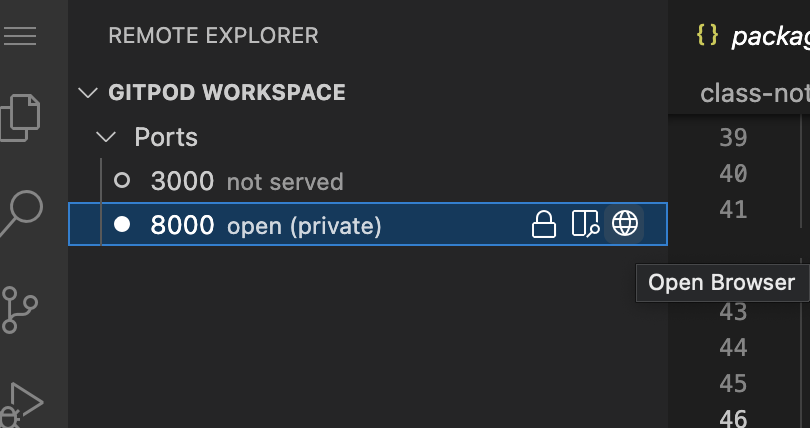 REMOTE EXPLORER
GITPOD WORKSPACE
Ports
3000 not served
8000 open (private)
Open Browser
{ } packag
class-not
39
40
41
43
44
45
46